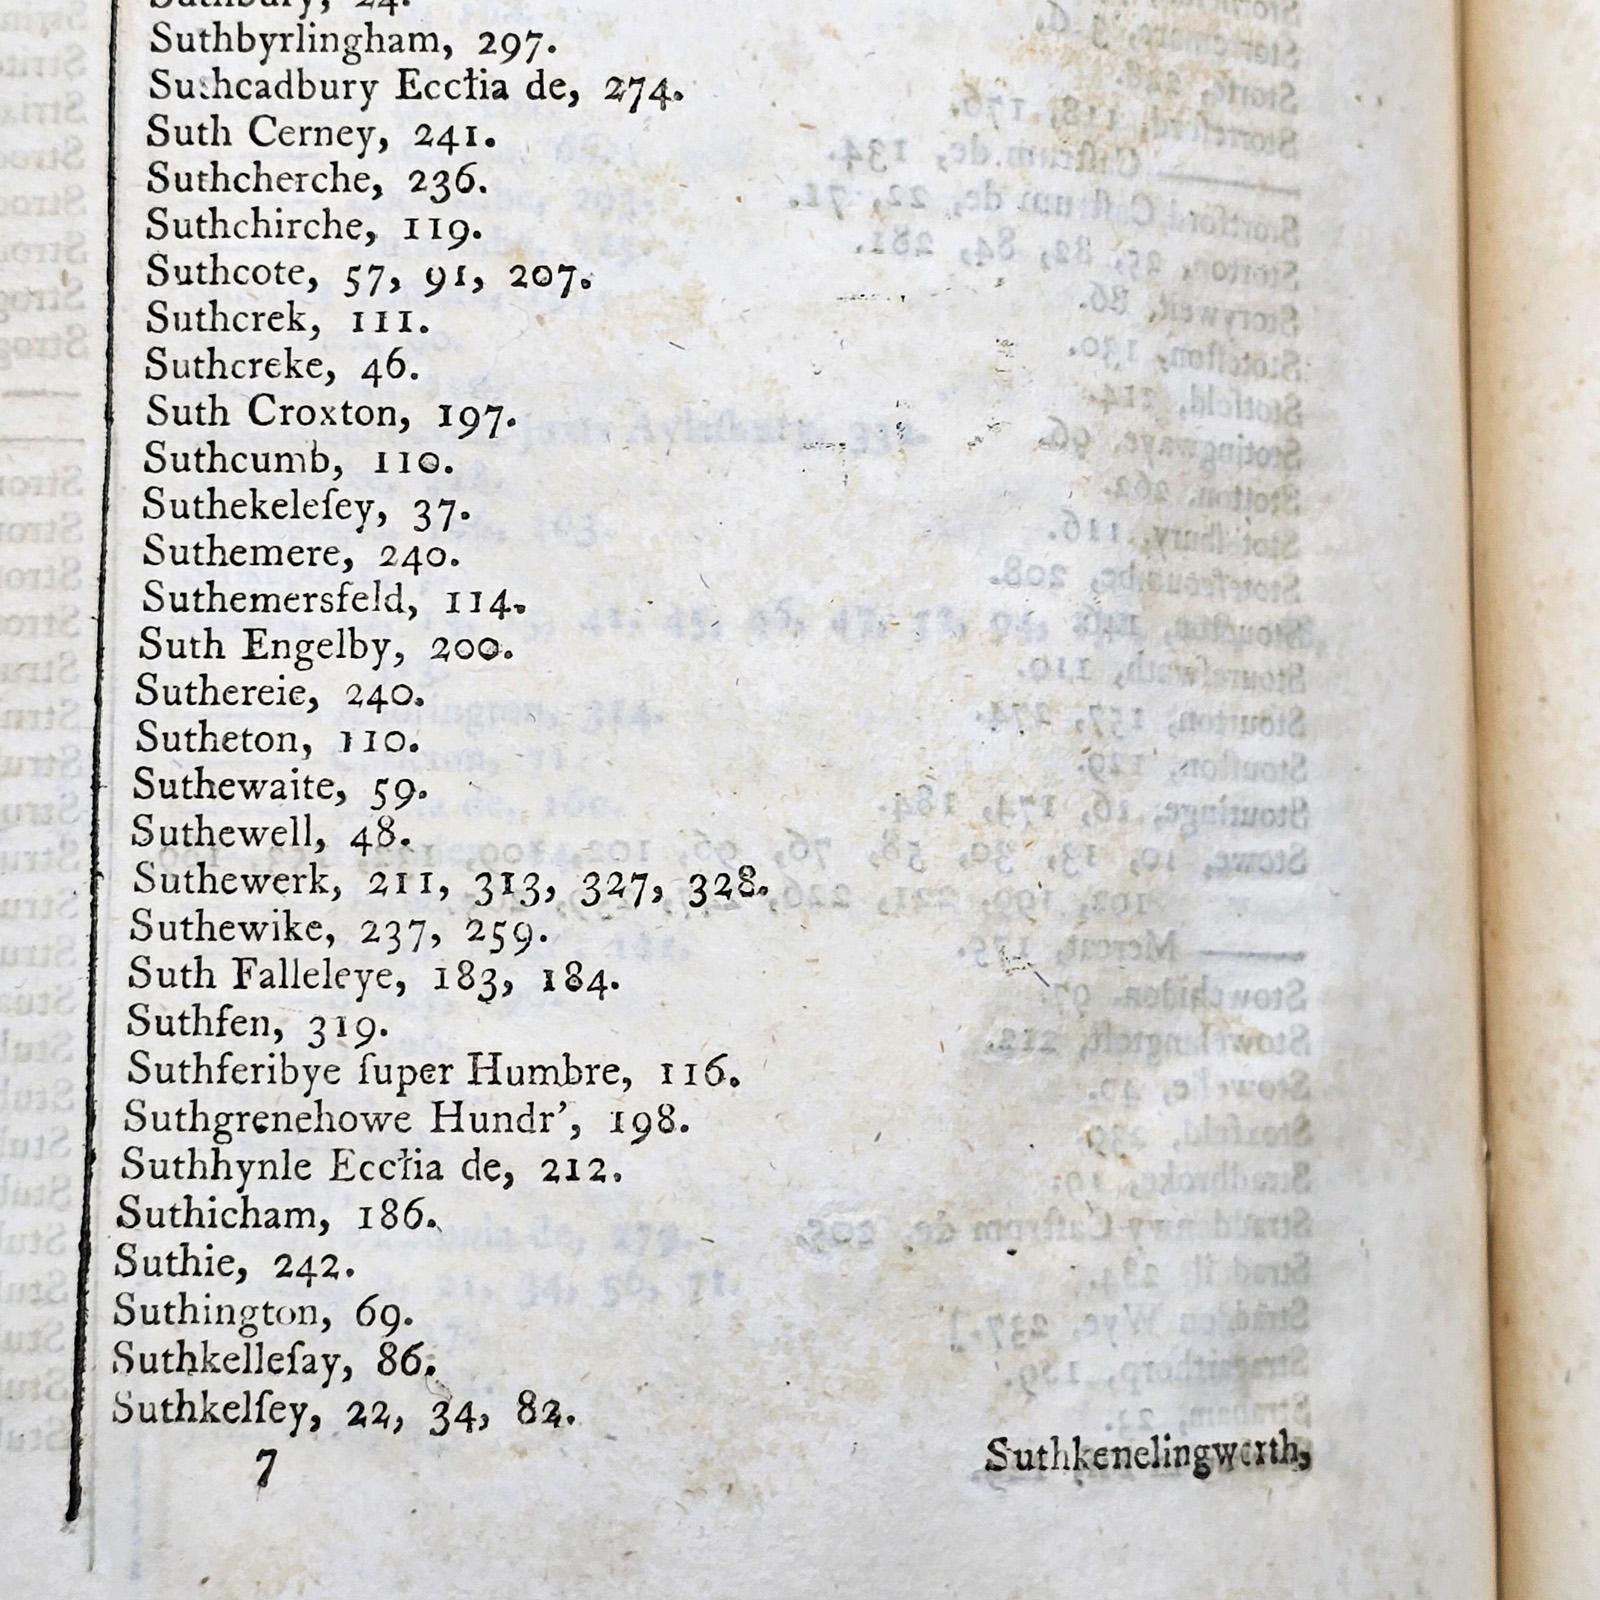 Suthbury, 24.
Suthbyrlingham, 297.
Suthcadbury Eccƚia de, 274.
Suth Cerney, 241.
Suthcherche, 236.
Suthchirche, 119.
Suthcote, 57, 91, 207.
Suthcrek, 111.
Suthcreke, 46.
Suth Croxton, 197.
Suthcumb, 110.
Suthekeleſey, 37.
Suthemere, 240.
Suthemersfeld, 114.
Suth Engelby, 200.
Suthereie, 240.
Sutheton, 110.
Suthewaite, 59.
Suthewell, 48.
Suthewerk, 211, 313, 327, 328.
Suthewike, 237, 259.
Suth Falleleye, 183, 184.
Suthfen, 319.
Suthferibye ſuper Humbre, 116.
Suthgrenehowe Hundr’, 198.
Suthhynle Eccƚia de, 212.
Suthicham, 186.
Suthie, 242.
Suthington, 69.
Suthkelleſay, 86.
Suthkelſey, 22, 34, 82.
7 Suthkenelingworth,